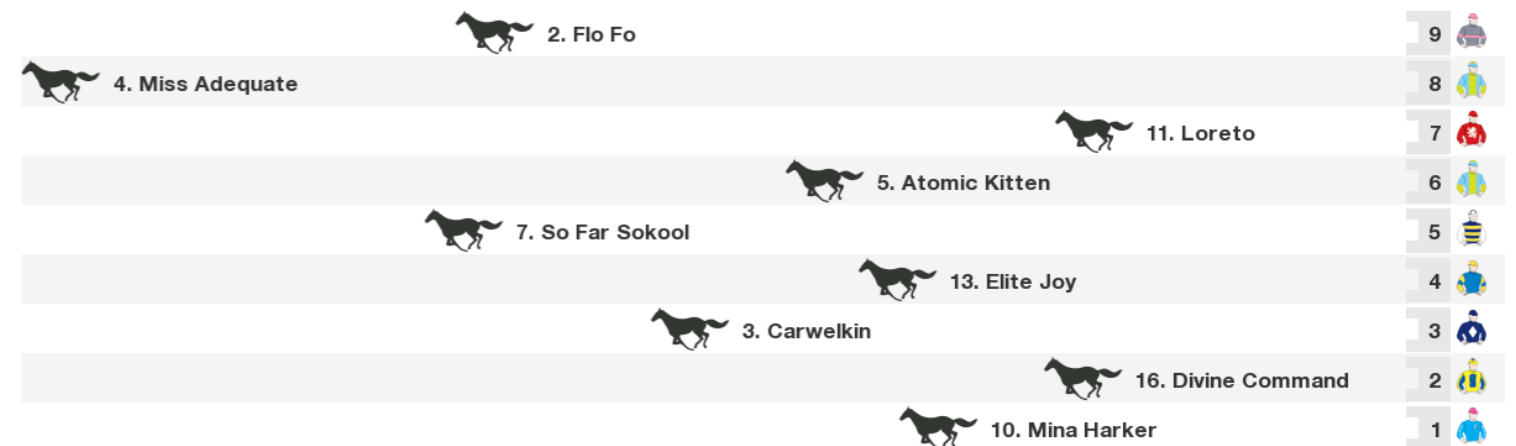 2. Flo Fo 9
4. Miss Adequate 8
11. Loreto 7
5. Atomic Kitten 6
7. So Far Sokool 5
13. Elite Joy 4
3. Carwelkin 3
16. Divine Command 2
10. Mina Harker 1